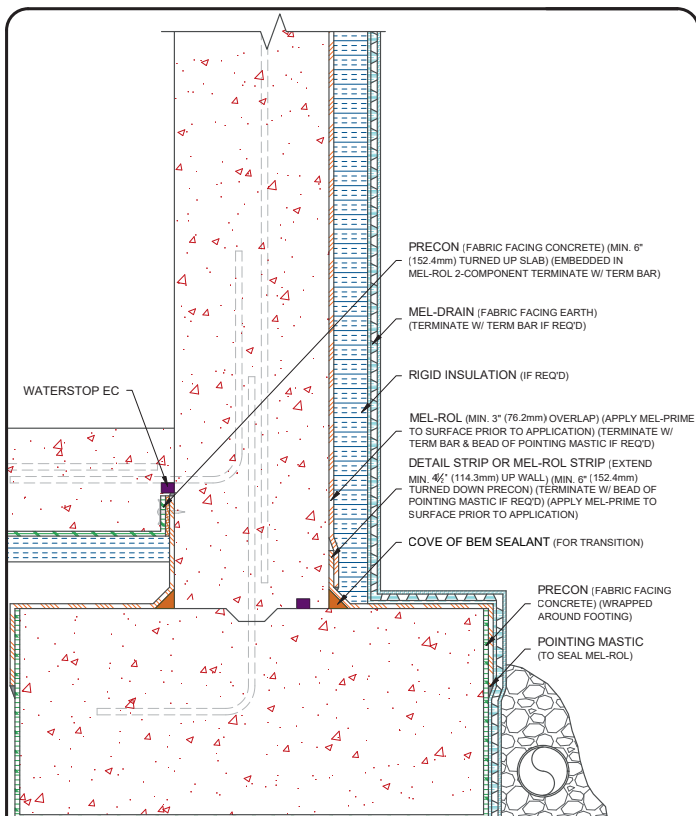 PRECON (FABRIC FACING CONCRETE) (MIN. 6"
(152.4mm) TURNED UP SLAB) (EMBEDDED IN
MEL-ROL 2-COMPONENT TERMINATE W/ TERM BAR)
MEL-DRAIN (FABRIC FACING EARTH)
(TERMINATE W/ TERM BAR IF REQ'D)
RIGID INSULATION (IF REQ'D)
WATERSTOP EC
MEL-ROL (MIN. 3" (76.2mm) OVERLAP) (APPLY MEL-PRIME
TO SURFACE PRIOR TO APPLICATION) (TERMINATE W/
TERM BAR & BEAD OF POINTING MASTIC IF REQ'D)
DETAIL STRIP OR MEL-ROL STRIP (EXTEND
MIN. 4½" (114.3mm) UP WALL) (MIN. 6" (152.4mm)
TURNED DOWN PRECON) (TERMINATE W/ BEAD OF
POINTING MASTIC IF REQ'D) (APPLY MEL-PRIME TO
SURFACE PRIOR TO APPLICATION)
COVE OF BEM SEALANT (FOR TRANSITION)
PRECON (FABRIC FACING
CONCRETE) (WRAPPED
AROUND FOOTING)
POINTING MASTIC
(TO SEAL MEL-ROL)